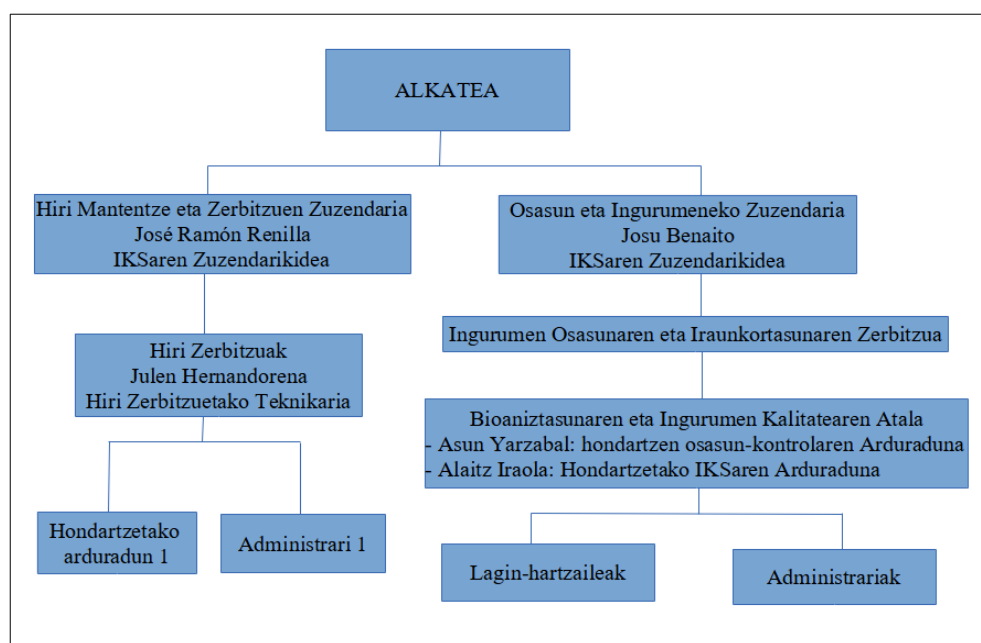 ALKATEA
Hiri Mantentze eta Zerbitzuen Zuzendaria
José Ramón Renilla
IKSaren Zuzendarikidea
Osasun eta Ingurumeneko Zuzendaria
Josu Benaito
IKSaren Zuzendarikidea
Ingurumen Osasunaren eta Iraunkortasunaren Zerbitzua
Hiri Zerbitzuak
Julen Hernandorena
Hiri Zerbitzuetako Teknikaria
Bioaniztasunaren eta Ingurumen Kalitatearen Atala
- Asun Yarzabal: hondartzen osasun-kontrolaren Arduraduna
- Alaitz Iraola: Hondartzetako IKSaren Arduraduna
Hondartzetako
arduradun 1
Administrari 1
Lagin-hartzaileak
Administrariak